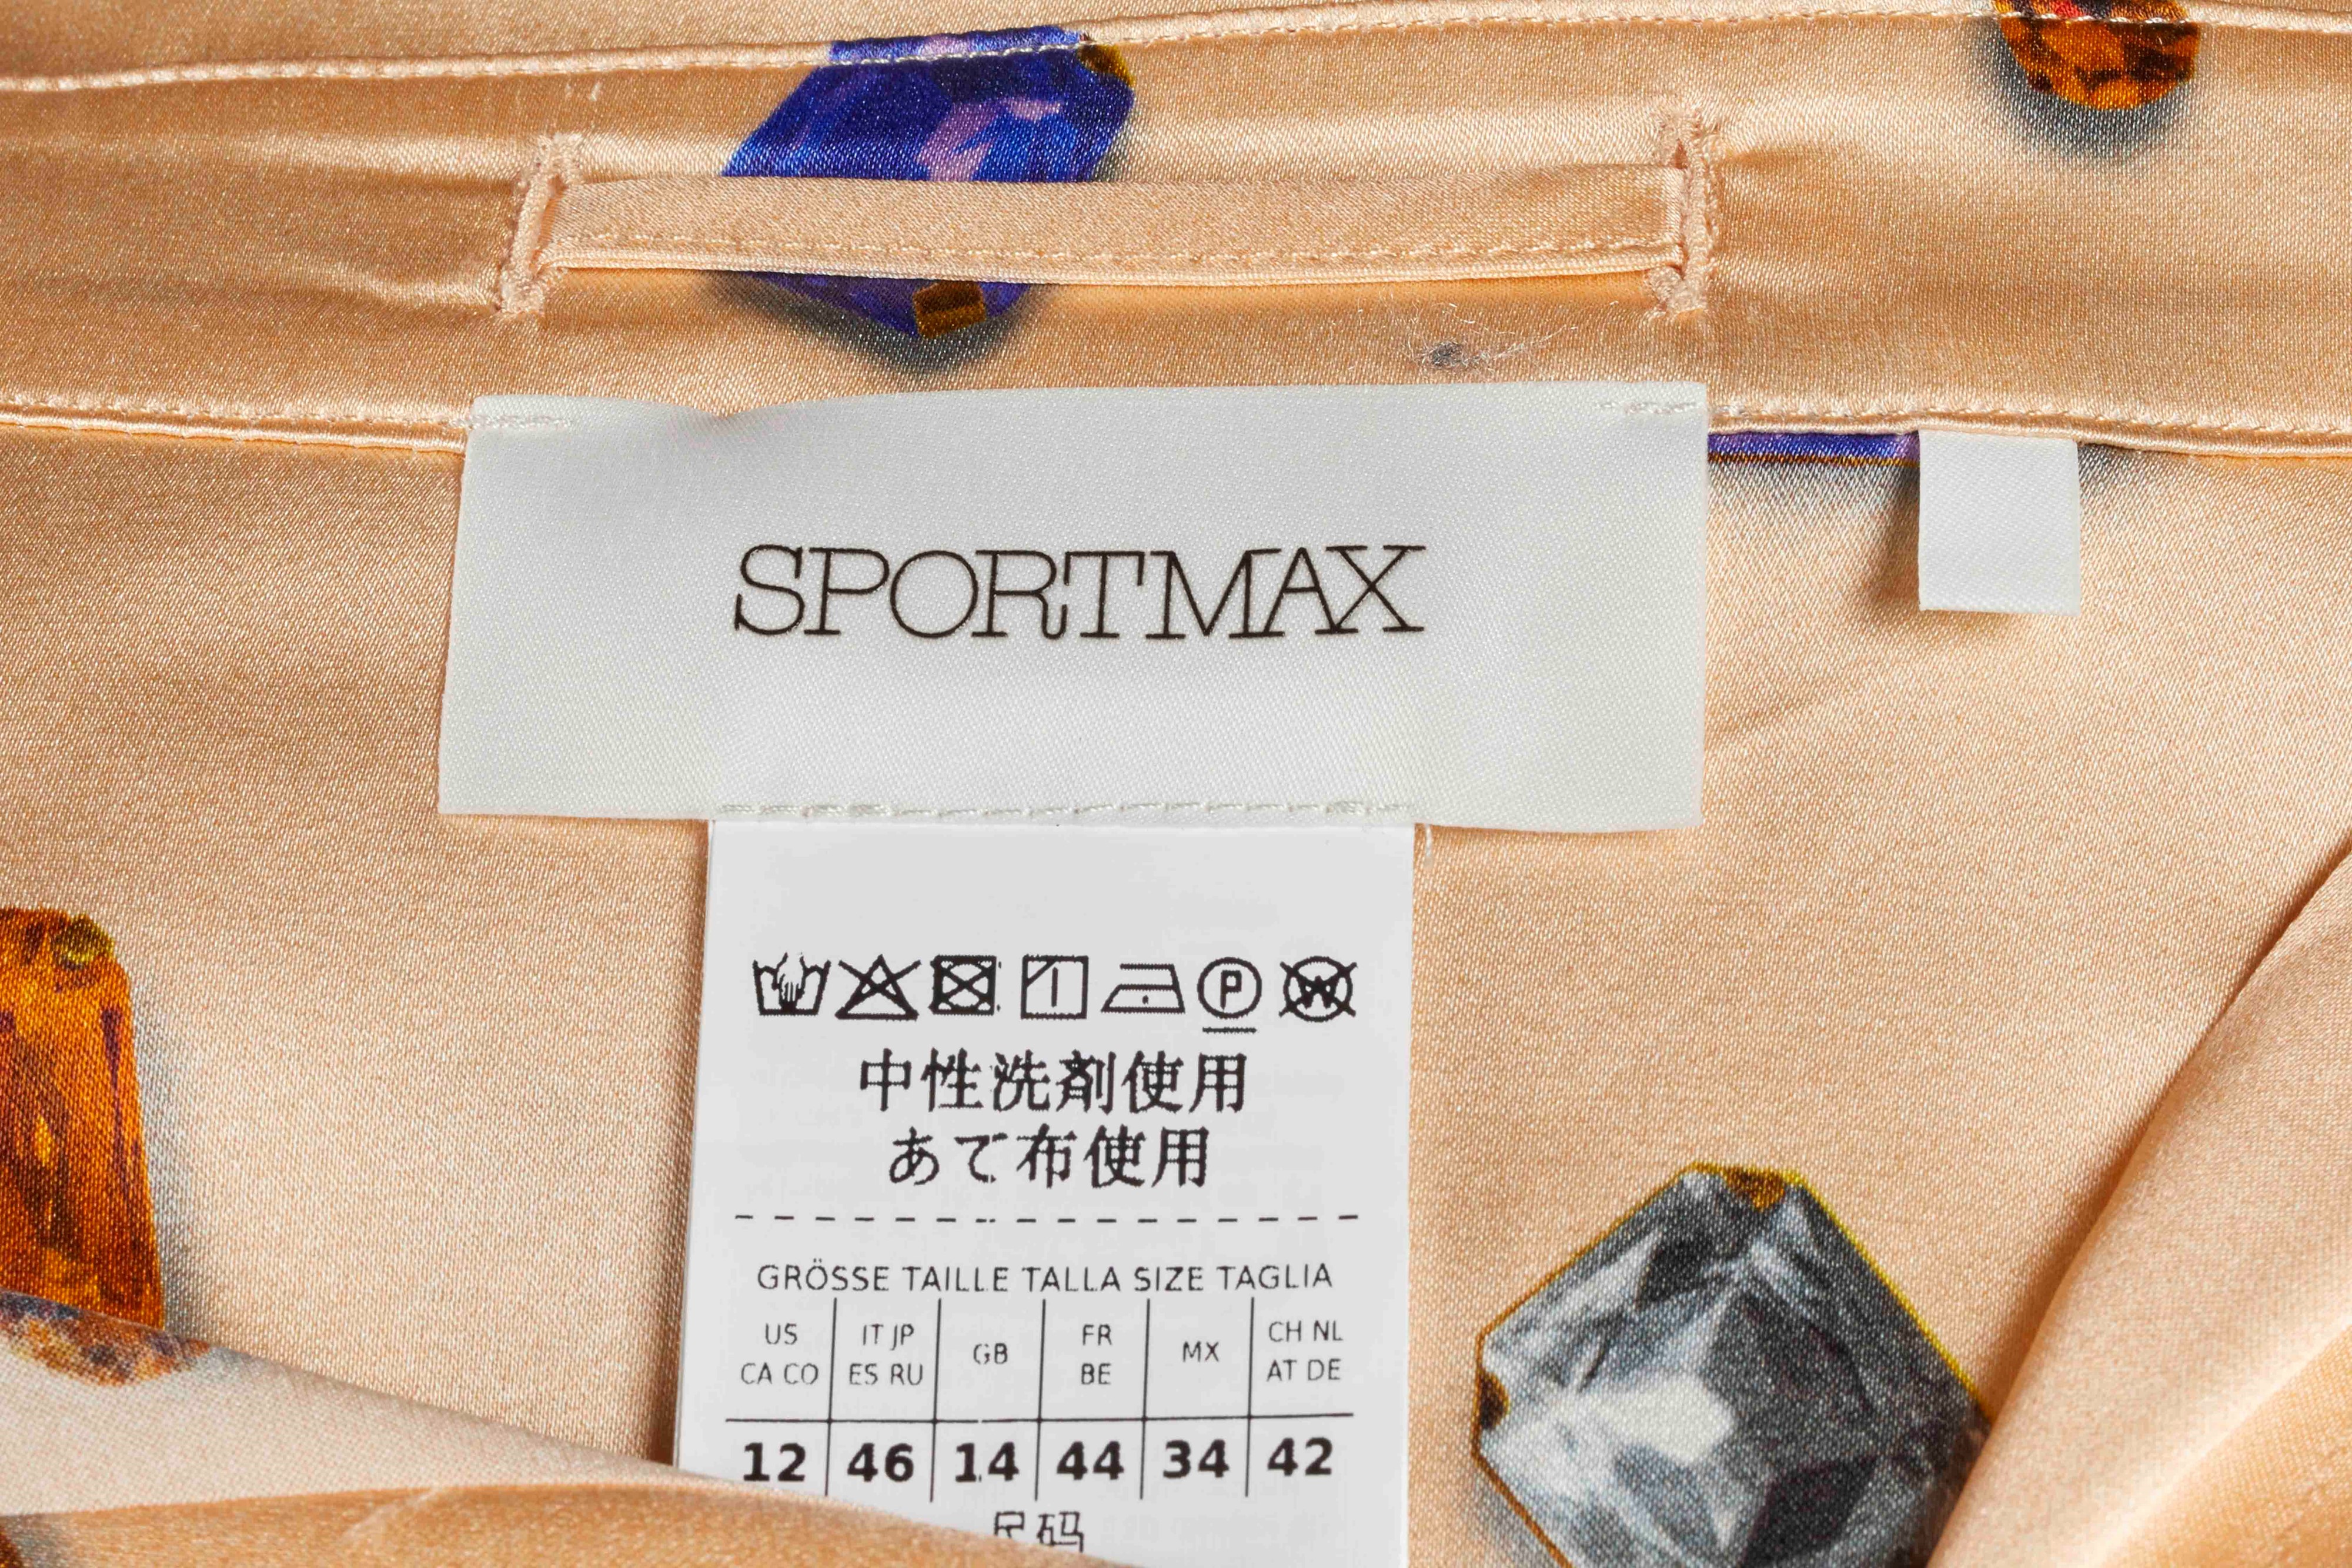 SPORTMAX
P W
中性洗剤使用
あて布使用
GRÖSSE TAILLE TALLA SIZE TAGLIA
US CA CO
IT JP ES RU
GB
FR BE
MX
CH NL AT DE
12 46 14 44 34 42
尺码